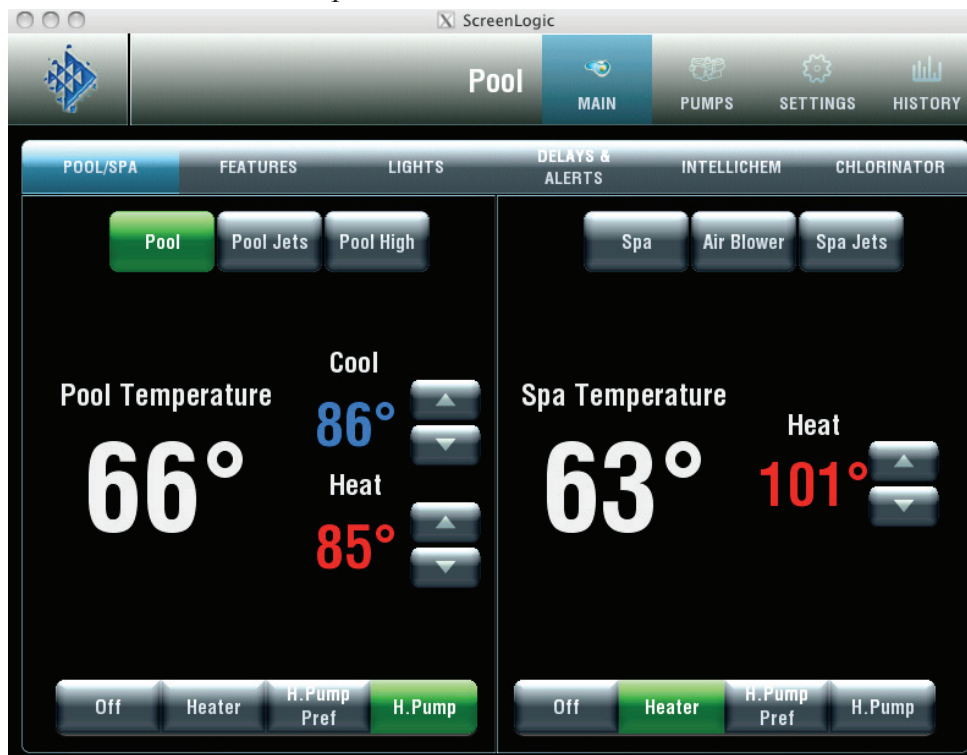 ScreenLogic
Pool
MAIN
PUMPS
SETTINGS
HISTORY
POOL/SPA
FEATURES
LIGHTS
DELAYS &
ALERTS
INTELLICHEM
CHLORINATOR
Pool
Pool Jets
Pool High
Cool
Pool Temperature
86°
66°
Heat
85°
Off
Heater
H.Pump
Pref
H.Pump
Spa
Air Blower
Spa Jets
Spa Temperature
Heat
63°
101°
Off
Heater
H.Pump
Pref
H.Pump